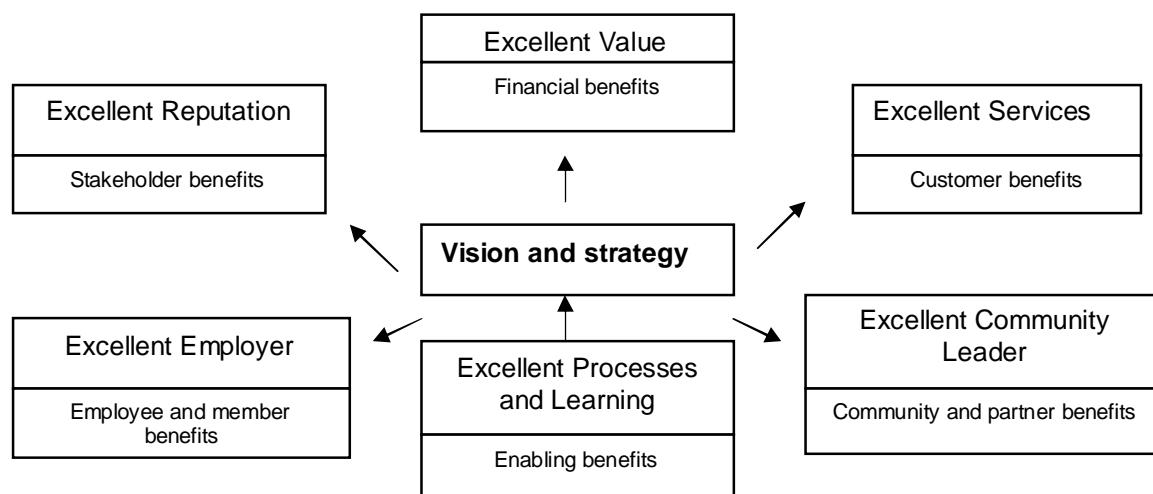 Excellent Value
Financial benefits
Excellent Reputation
Stakeholder benefits
Excellent Services
Customer benefits
Vision and strategy
Excellent Employer
Employee and member
benefits
Excellent Processes
and Learning
Enabling benefits
Excellent Community
Leader
Community and partner benefits